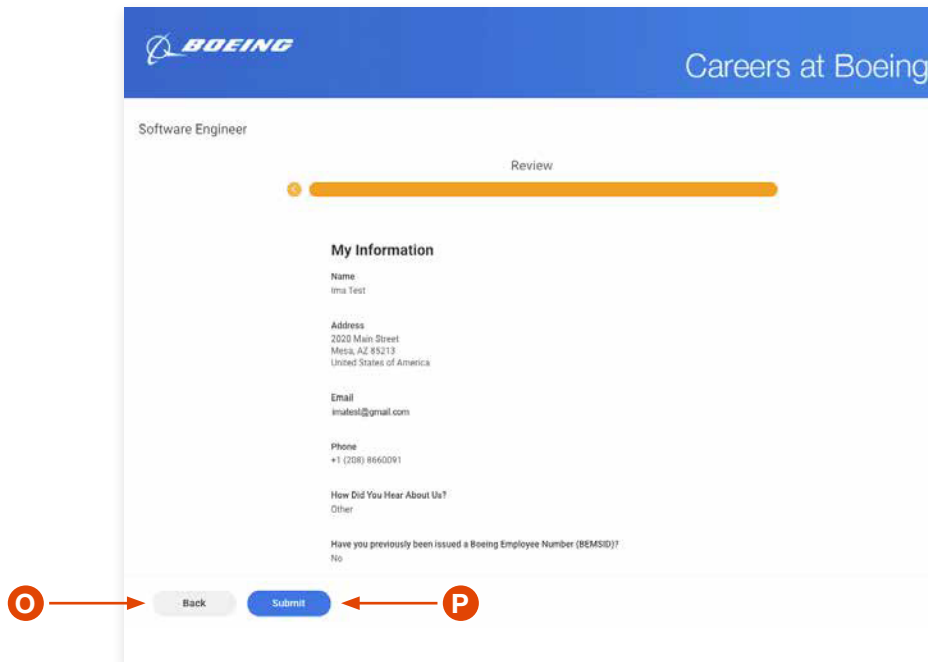 BOEING
Careers at Boeing
Software Engineer
Review
My Information
Name
Ima Test
Address
2020 Main Street
Mesa, AZ 85213
United States of America
Email
imatest@gmail.com
Phone
+1 (208) 8660091
How Did You Hear About Us?
Other
Have you previously been issued a Boeing Employee Number (BEMSID)?
No
O Back Submit P